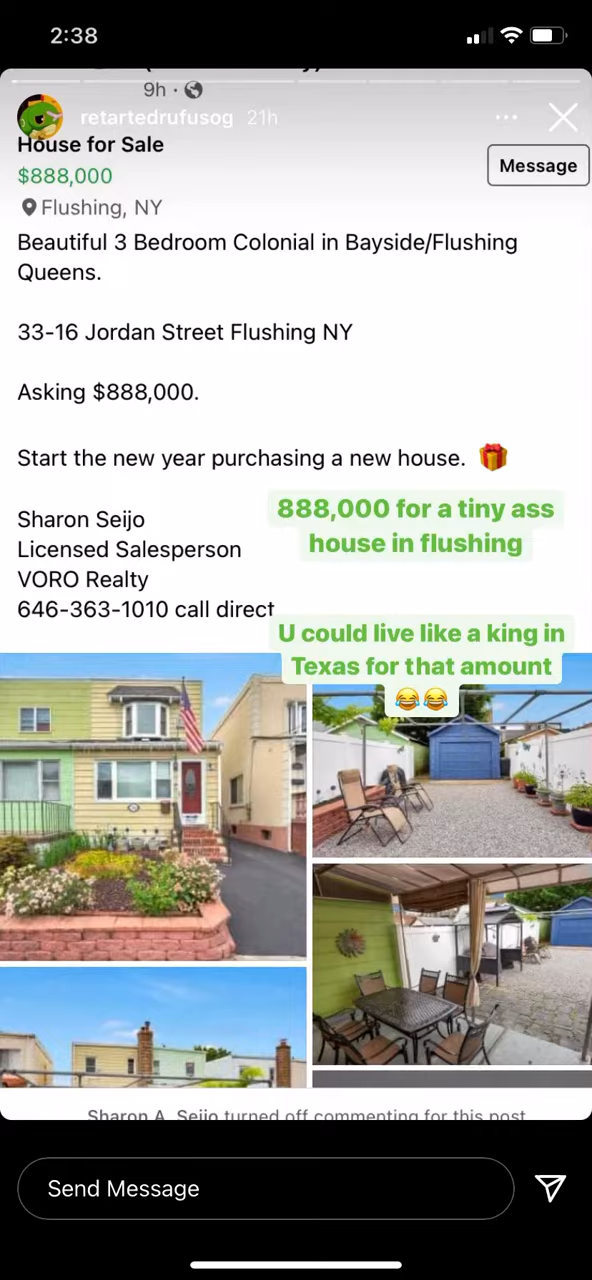 2:38
9h ·
retartedrufusog 21h
House for Sale
$888,000
Message
Flushing, NY
Beautiful 3 Bedroom Colonial in Bayside/Flushing
Queens.
33-16 Jordan Street Flushing NY
Asking $888,000.
Start the new year purchasing a new house. 🎁
888,000 for a tiny ass
house in flushing
Sharon Seijo
Licensed Salesperson
VORO Realty
646-363-1010 call direct
U could live like a king in
Texas for that amount
😂😂
Sharon A. Seijo turned off commenting for this post
Send Message